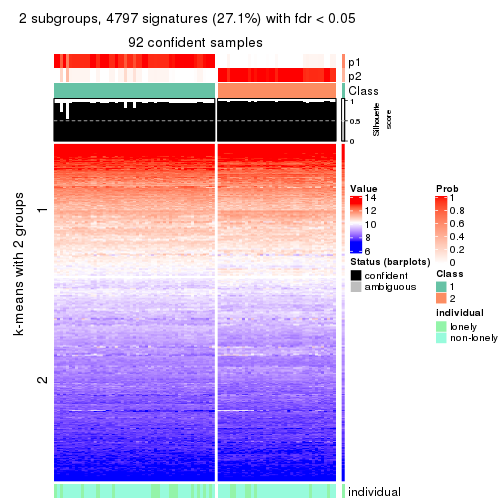 2 subgroups, 4797 signatures (27.1%) with fdr < 0.05
92 confident samples
p1
p2
Class
1
0.5
0
Silhouette
score
k-means with 2 groups
1
2
individual
Value
14
12
10
8
6
Status (barplots)
confident
ambiguous
Prob
1
0.8
0.6
0.4
0.2
0
Class
1
2
individual
lonely
non-lonely